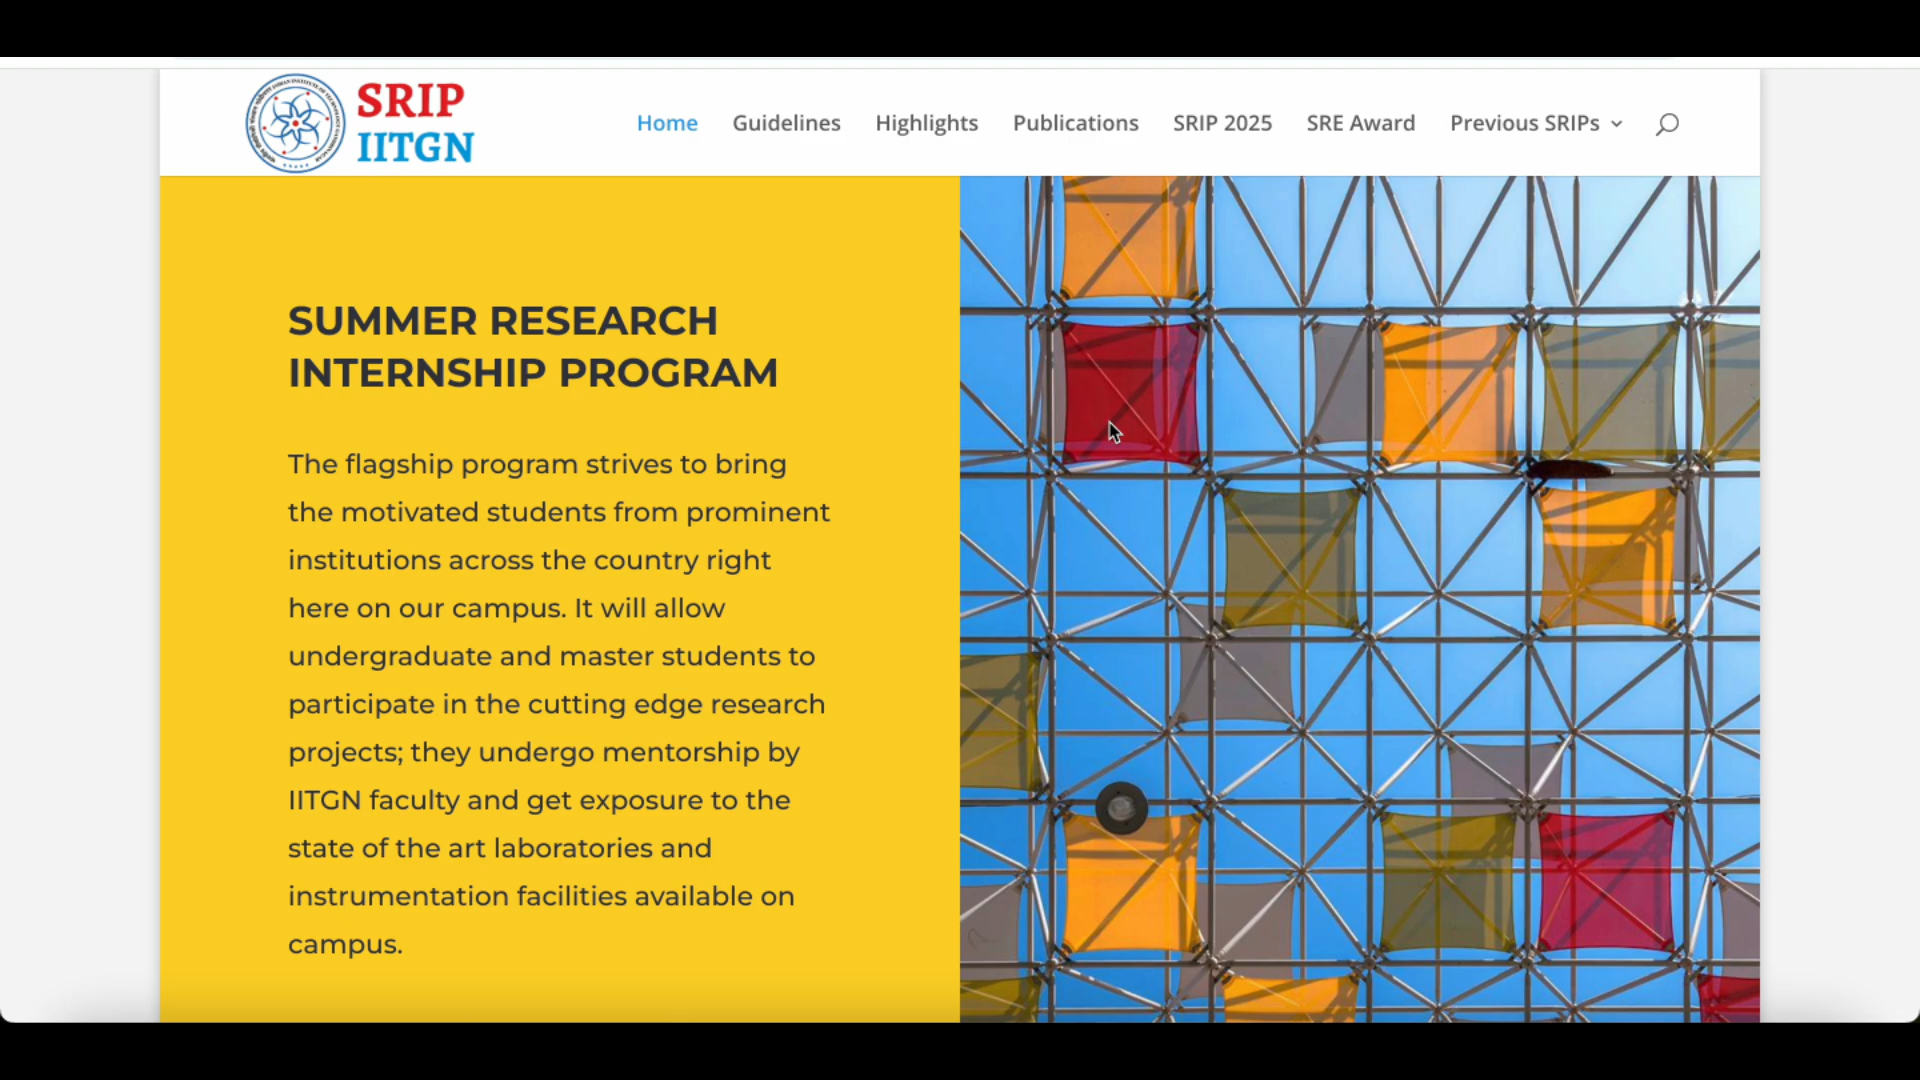 SRIP
IITGN
Home Guidelines Highlights Publications SRIP 2025 SRE Award Previous SRIPs
SUMMER RESEARCH
INTERNSHIP PROGRAM
The flagship program strives to bring
the motivated students from prominent
institutions across the country right
here on our campus. It will allow
undergraduate and master students to
participate in the cutting edge research
projects; they undergo mentorship by
IITGN faculty and get exposure to the
state of the art laboratories and
instrumentation facilities available on
campus.